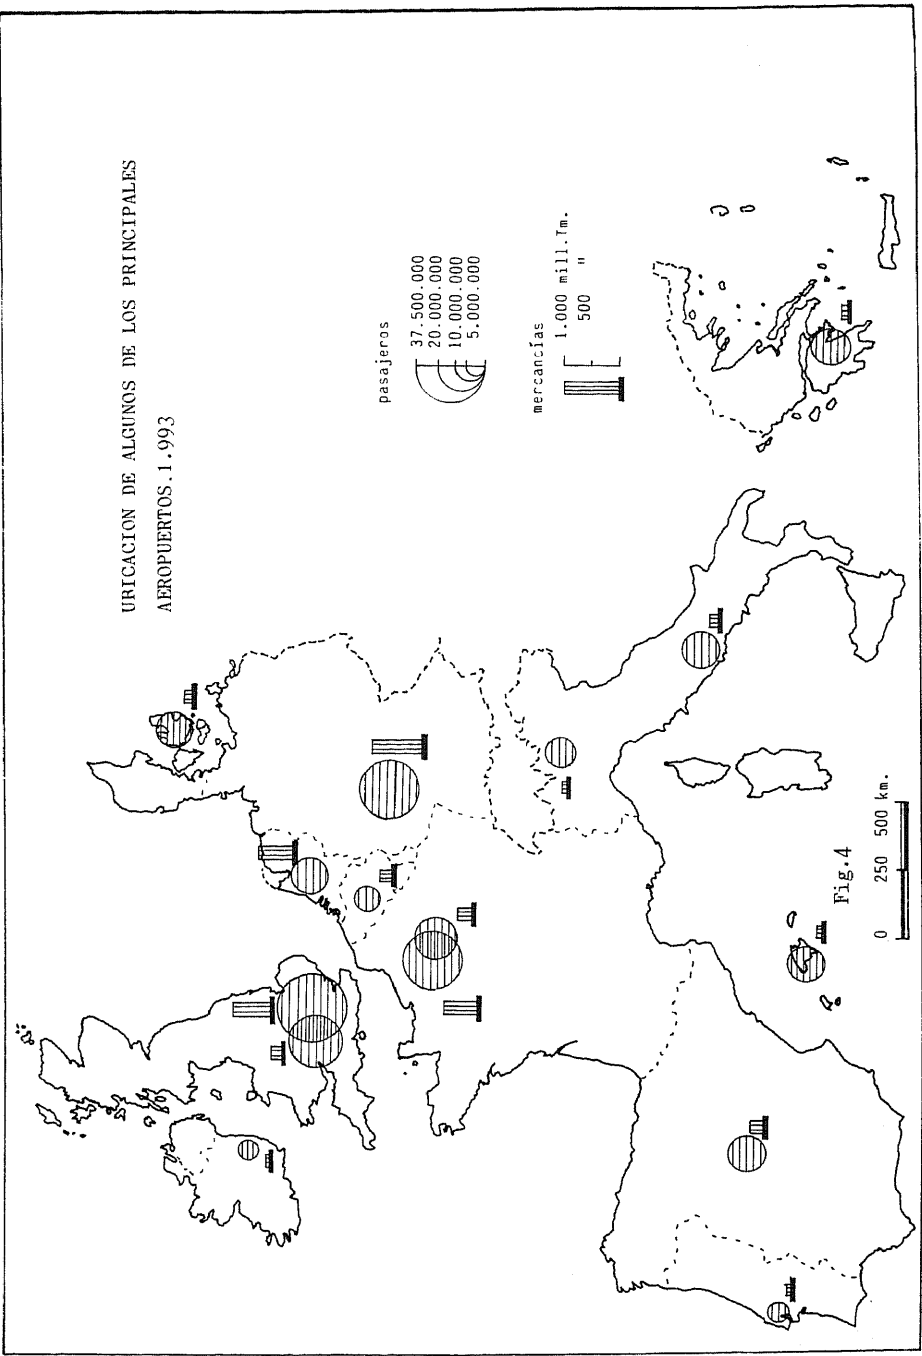 UBICACION DE ALGUNOS DE LOS PRINCIPALES
AEROPUERTOS.1.993
pasajeros
37.500.000
20.000.000
10.000.000
5.000.000
mercancías
1.000 mill.Tm.
500 "
Fig.4
0 250 500 km.